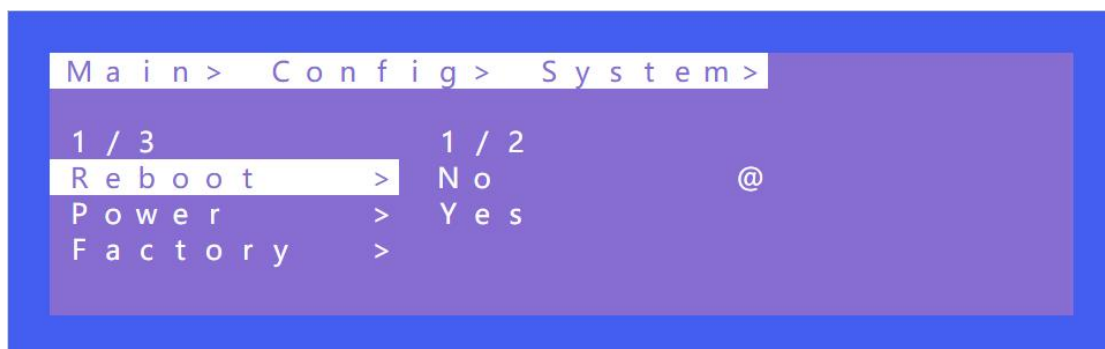 Main> Config> System>
1/3 1/2
Reboot > No @
Power > Yes
Factory >